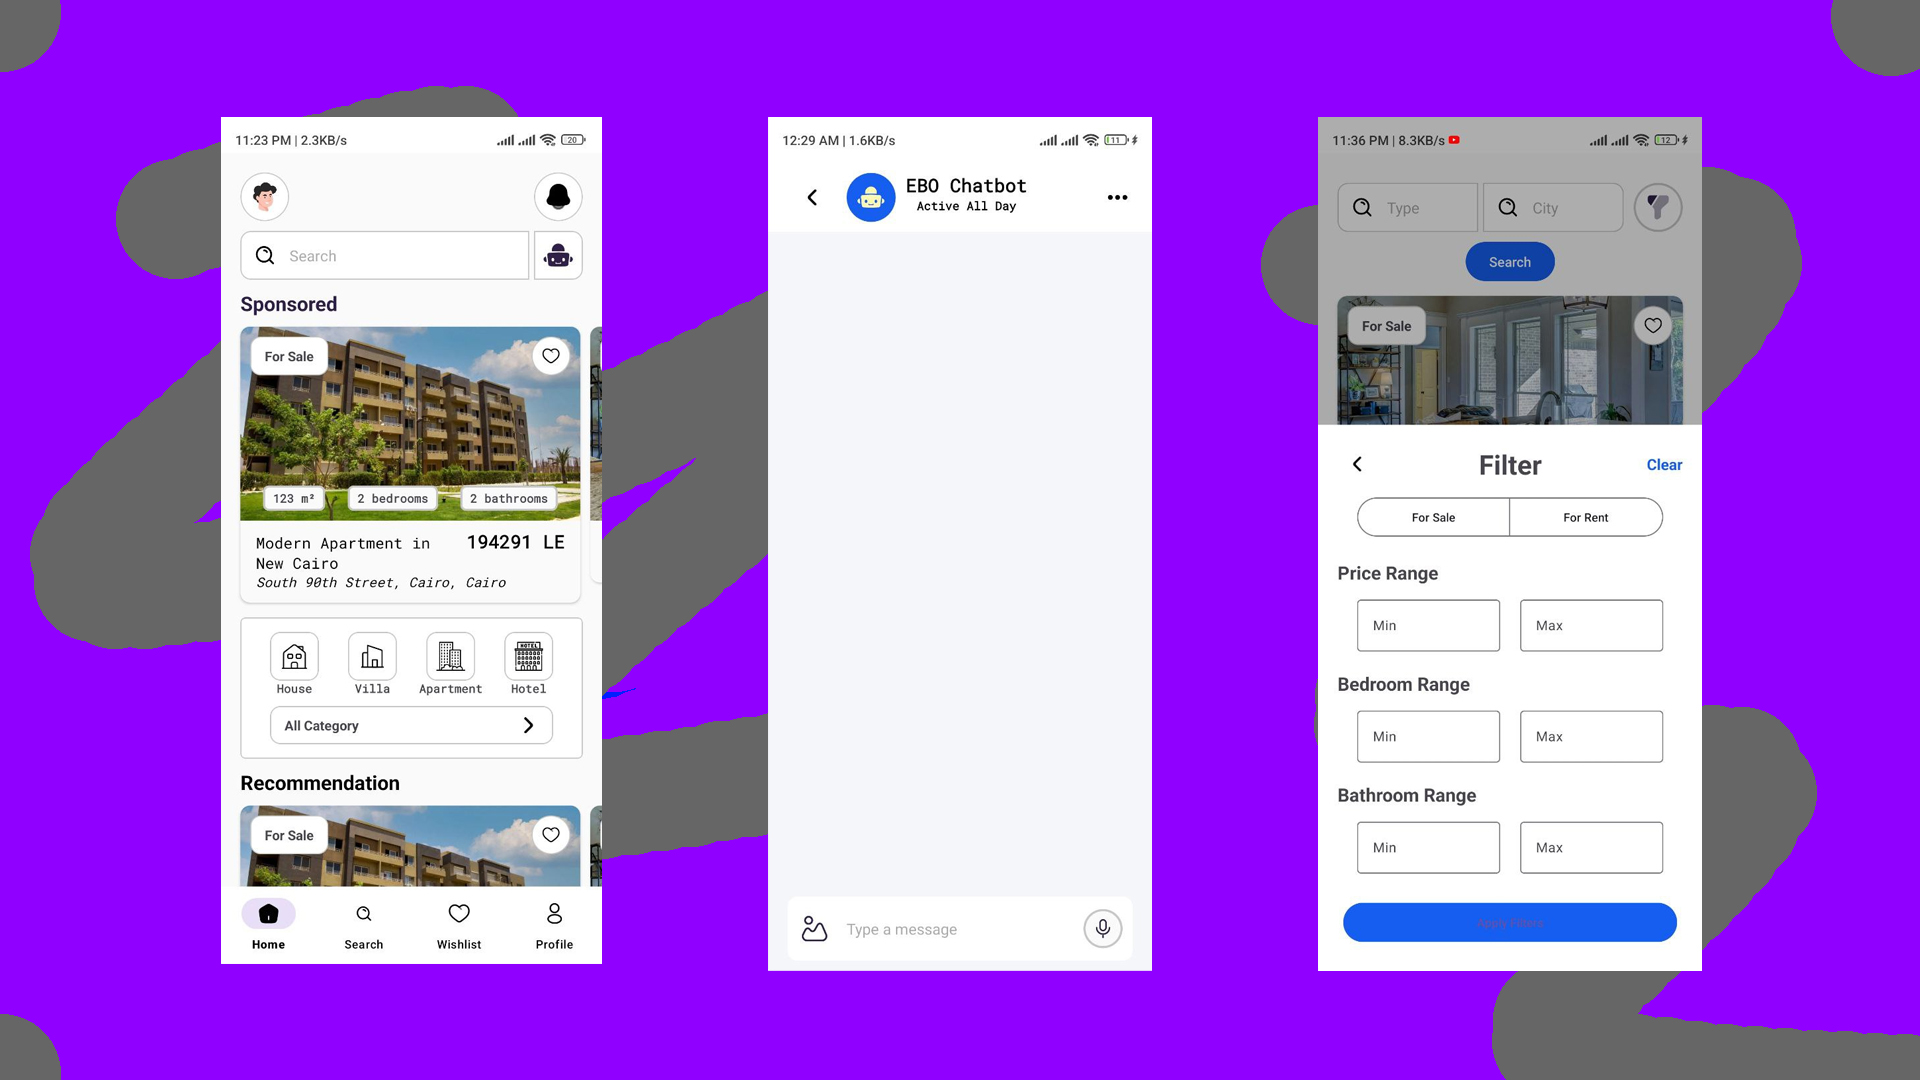 11:23 PM | 2.3KB/s
20
Search
Sponsored
For Sale
123 m²
2 bedrooms
2 bathrooms
Modern Apartment in New Cairo
194291 LE
South 90th Street, Cairo, Cairo
House
Villa
Apartment
HOTEL
Hotel
All Category
Recommendation
For Sale
Home
Search
Wishlist
Profile
12:29 AM | 1.6KB/s
11
EBO Chatbot
Active All Day
Type a message
11:36 PM | 8.3KB/s
12
Type
City
Search
For Sale
Filter
Clear
For Sale
For Rent
Price Range
Min
Max
Bedroom Range
Min
Max
Bathroom Range
Min
Max
Apply Filters